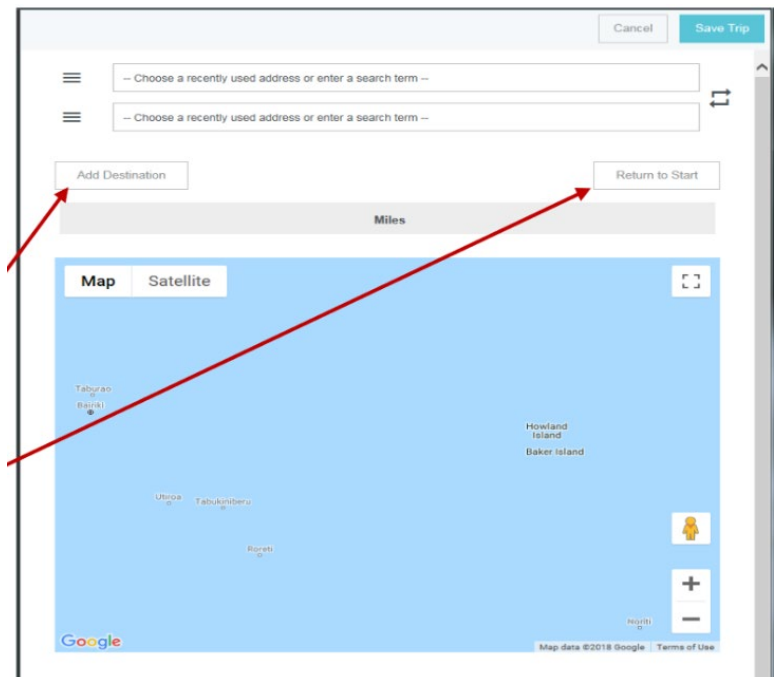 Cancel
Save Trip
-- Choose a recently used address or enter a search term --
-- Choose a recently used address or enter a search term --
Add Destination
Return to Start
Miles
Map
Satellite
Taburao
Bairiki
Howland
Island
Baker Island
Utiroa
Tabukiniberu
Roreti
Noriti
Google
Map data ©2018 Google
Terms of Use